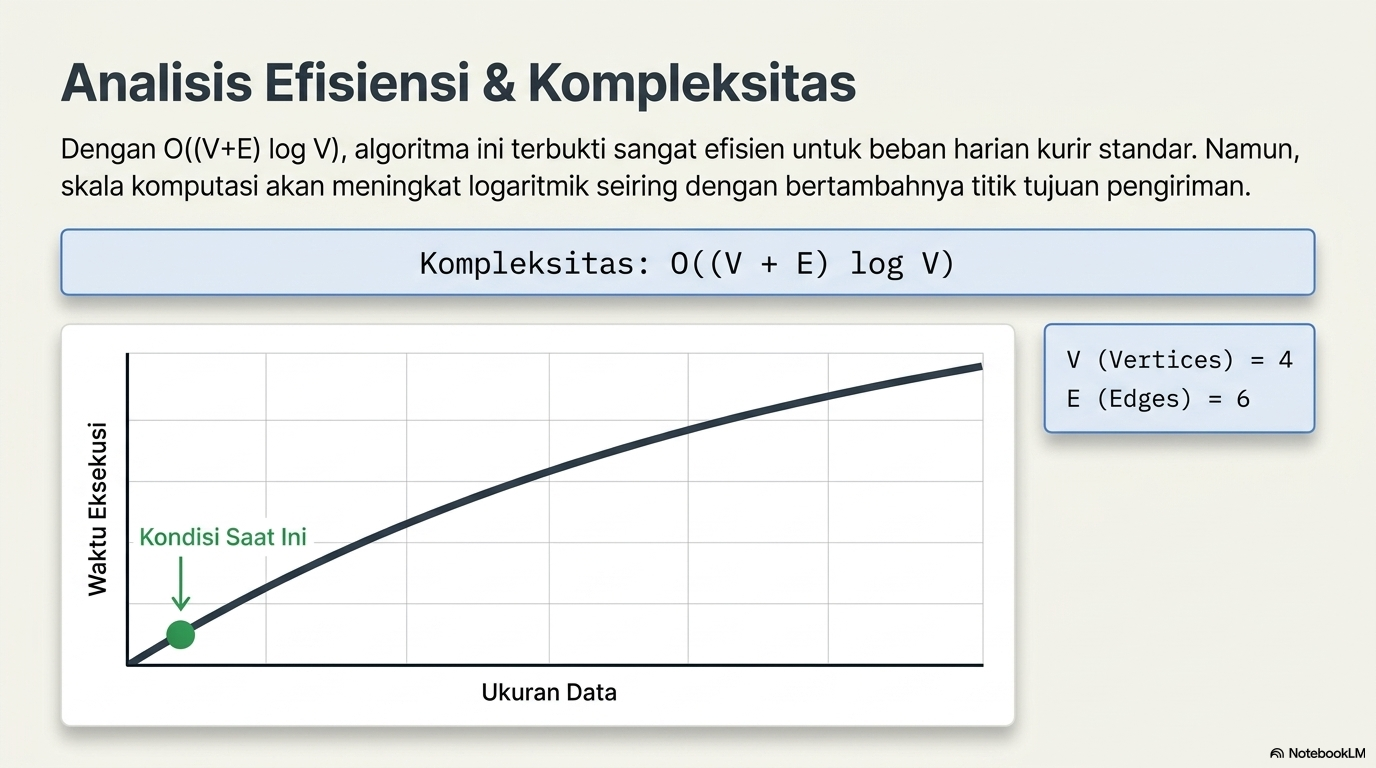 Analisis Efisiensi & Kompleksitas
Dengan O((V+E) log V), algoritma ini terbukti sangat efisien untuk beban harian kurir standar. Namun,
skala komputasi akan meningkat logaritmik seiring dengan bertambahnya titik tujuan pengiriman.
Kompleksitas: O((V + E) log V)
Waktu Eksekusi
Kondisi Saat Ini
Ukuran Data
V (Vertices) = 4
E (Edges) = 6
NotebookLM